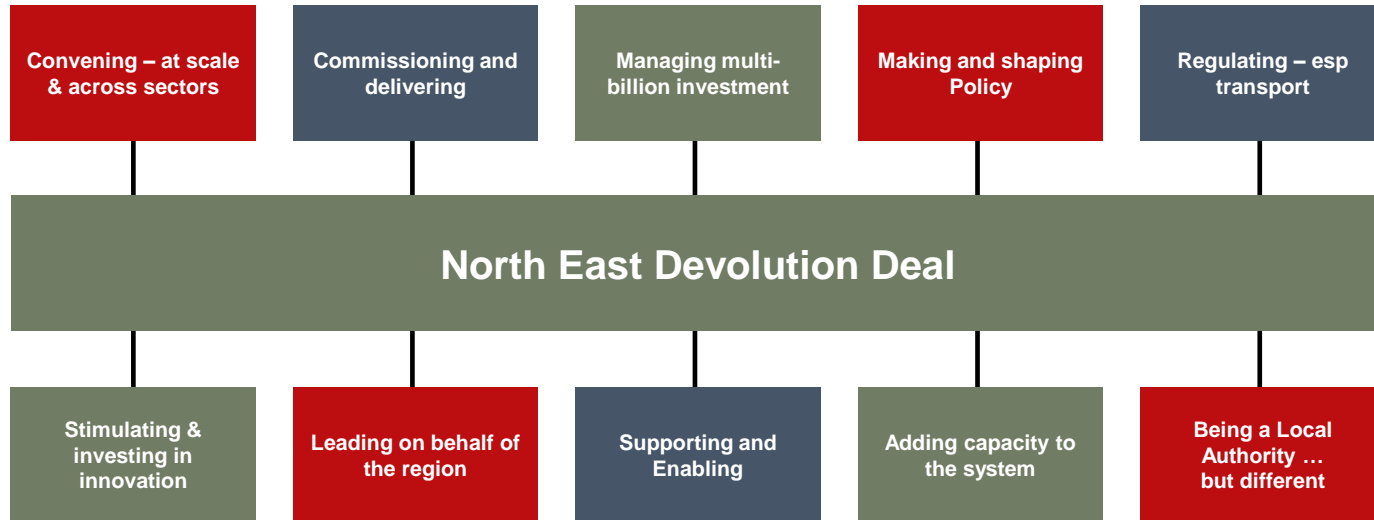 Convening – at scale
& across sectors
Commissioning and
delivering
Managing multi-
billion investment
Making and shaping
Policy
Regulating – esp
transport
North East Devolution Deal
Stimulating &
investing in
innovation
Leading on behalf of
the region
Supporting and
Enabling
Adding capacity to
the system
Being a Local
Authority …
but different